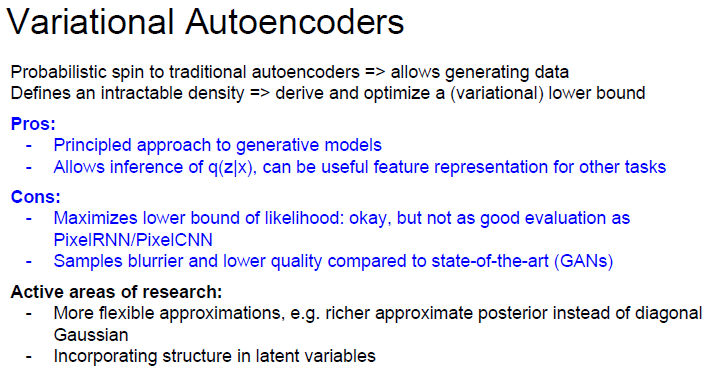 Variational Autoencoders
Probabilistic spin to traditional autoencoders => allows generating data
Defines an intractable density => derive and optimize a (variational) lower bound
Pros:
- Principled approach to generative models
- Allows inference of q(z|x), can be useful feature representation for other tasks
Cons:
- Maximizes lower bound of likelihood: okay, but not as good evaluation as
PixelRNN/PixelCNN
- Samples blurrier and lower quality compared to state-of-the-art (GANs)
Active areas of research:
- More flexible approximations, e.g. richer approximate posterior instead of diagonal
Gaussian
- Incorporating structure in latent variables